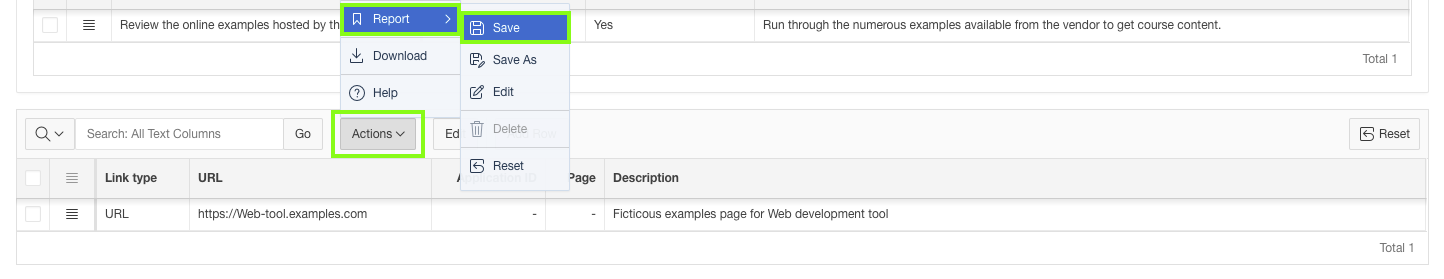 Review the online examples hosted by th Yes Run through the numerous examples available from the vendor to get course content.
Total 1
Report
Download
Help
Save
Save As
Edit
Delete
Reset
Search: All Text Columns Go Actions Reset
Link type URL Page Description
URL https://Web-tool.examples.com - - Ficticous examples page for Web development tool
Total 1